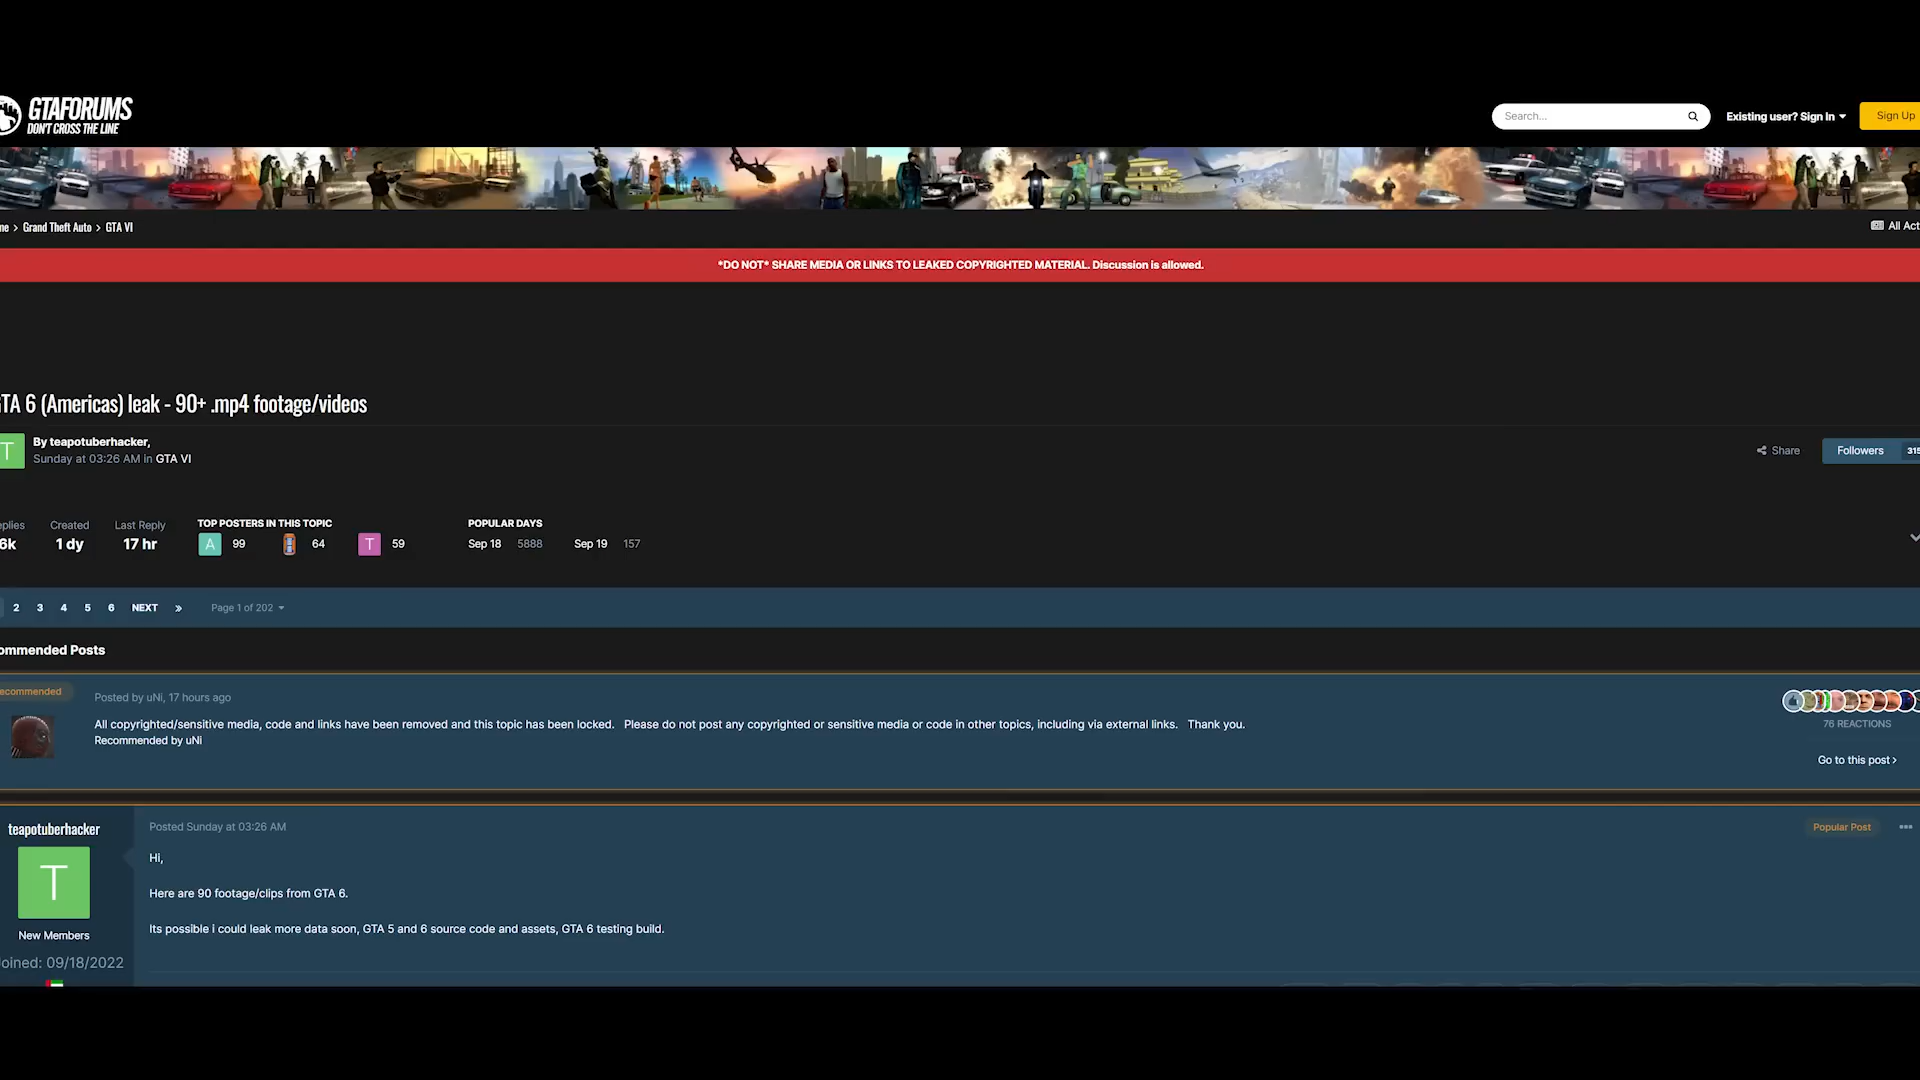 GTAFORUMS
DON'T CROSS THE LINE
Search...
Existing user? Sign In
Sign Up
me > Grand Theft Auto > GTA VI
All Act
*DO NOT* SHARE MEDIA OR LINKS TO LEAKED COPYRIGHTED MATERIAL. Discussion is allowed.
TA 6 (Americas) leak - 90+ .mp4 footage/videos
T
By teapotuberhacker,
Sunday at 03:26 AM in GTA VI
Share
Followers 315
eplies Created Last Reply TOP POSTERS IN THIS TOPIC POPULAR DAYS
6k 1 dy 17 hr A 99 64 T 59 Sep 18 5888 Sep 19 157
2 3 4 5 6 NEXT » Page 1 of 202
ommended Posts
ecommended
Posted by uNi, 17 hours ago
All copyrighted/sensitive media, code and links have been removed and this topic has been locked. Please do not post any copyrighted or sensitive media or code in other topics, including via external links. Thank you.
Recommended by uNi
76 REACTIONS
Go to this post >
teapotuberhacker
Posted Sunday at 03:26 AM
Popular Post
Hi,
T
Here are 90 footage/clips from GTA 6.
Its possible i could leak more data soon, GTA 5 and 6 source code and assets, GTA 6 testing build.
New Members
oined: 09/18/2022